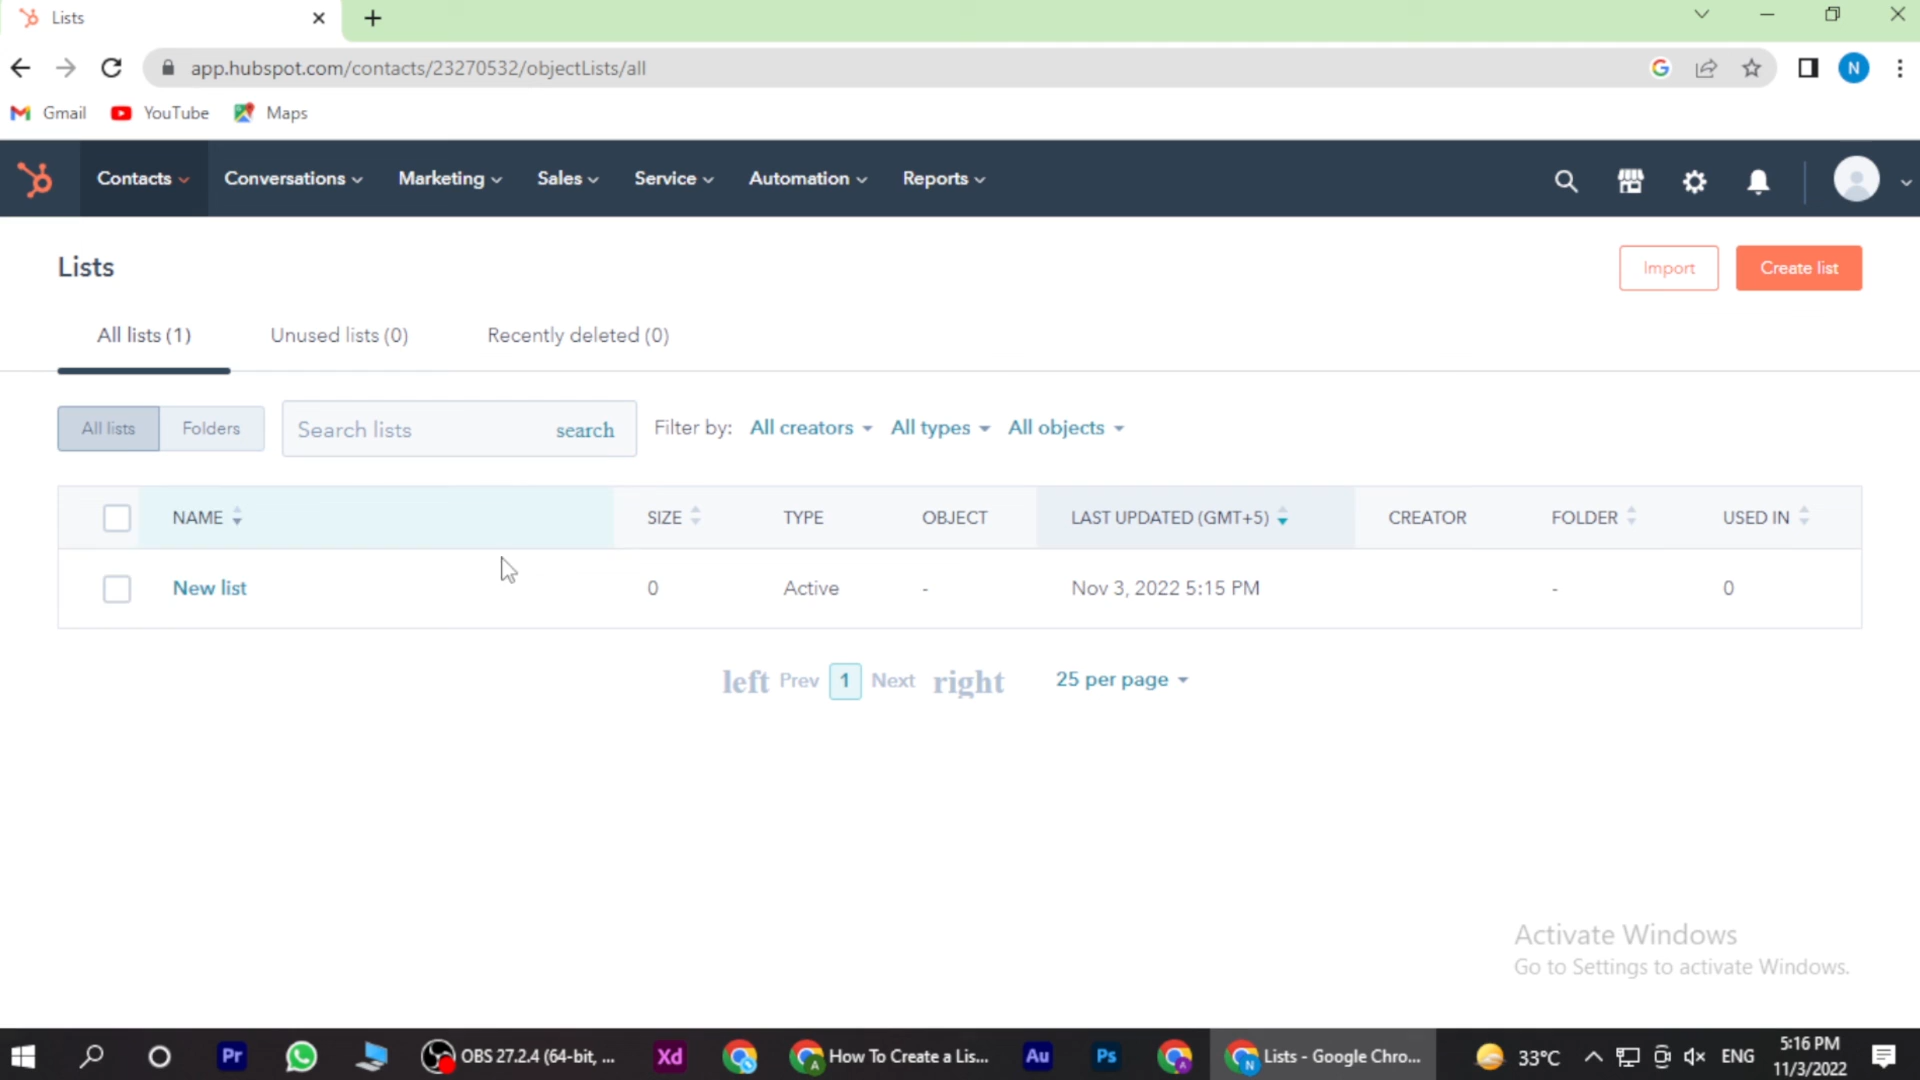 Lists
app.hubspot.com/contacts/23270532/objectLists/all
N
Gmail YouTube Maps
Contacts Conversations Marketing Sales Service Automation Reports
Lists
Import Create list
All lists (1) Unused lists (0) Recently deleted (0)
All lists Folders Search lists search Filter by: All creators All types All objects
NAME SIZE TYPE OBJECT LAST UPDATED (GMT+5) CREATOR FOLDER USED IN
New list 0 Active - Nov 3, 2022 5:15 PM - 0
left Prev 1 Next right 25 per page
Activate Windows
Go to Settings to activate Windows.
Pr OBS 27.2.4 (64-bit, ... Xd How To Create a Lis... Au Ps Lists - Google Chro... 33°C ENG 5:16 PM
11/3/2022